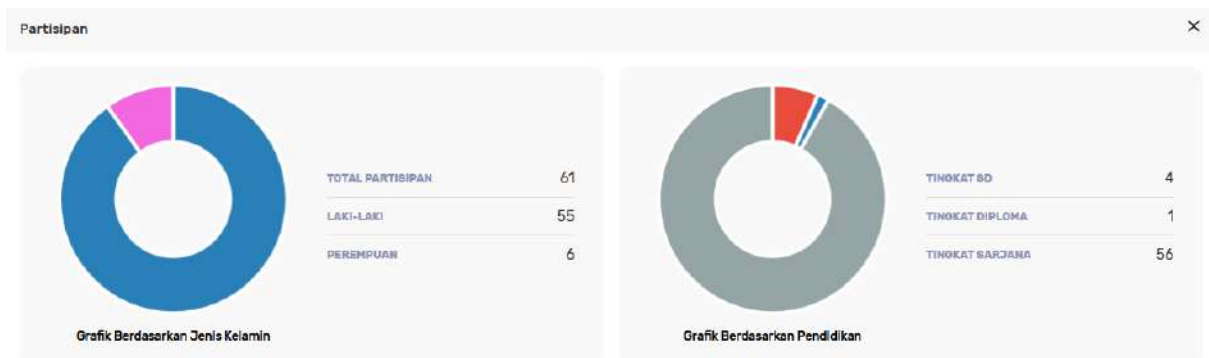 Partisipan
TOTAL PARTISIPAN 61
LAKI-LAKI 55
PEREMPUAN 6
Grafik Berdasarkan Jenis Kelamin
TINGKAT SD 4
TINGKAT DIPLOMA 1
TINGKAT SARJANA 56
Grafik Berdasarkan Pendidikan